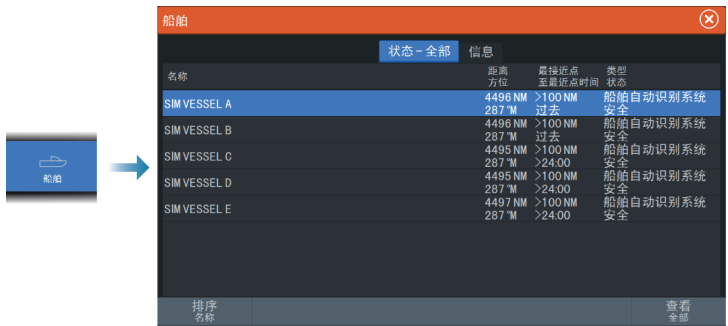 船舶
状态 – 全部 信息
名称 距离 最接近点 类型
方位 至最近点时间 状态
SIM VESSEL A 4496 NM >100 NM 船舶自动识别系统
287 °M 过去 安全
SIM VESSEL B 4496 NM >100 NM 船舶自动识别系统
287 °M 过去 安全
SIM VESSEL C 4495 NM >100 NM 船舶自动识别系统
287 °M >24:00 安全
SIM VESSEL D 4495 NM >100 NM 船舶自动识别系统
287 °M >24:00 安全
SIM VESSEL E 4497 NM >100 NM 船舶自动识别系统
287 °M >24:00 安全
船舶
排序 查看
名称 全部